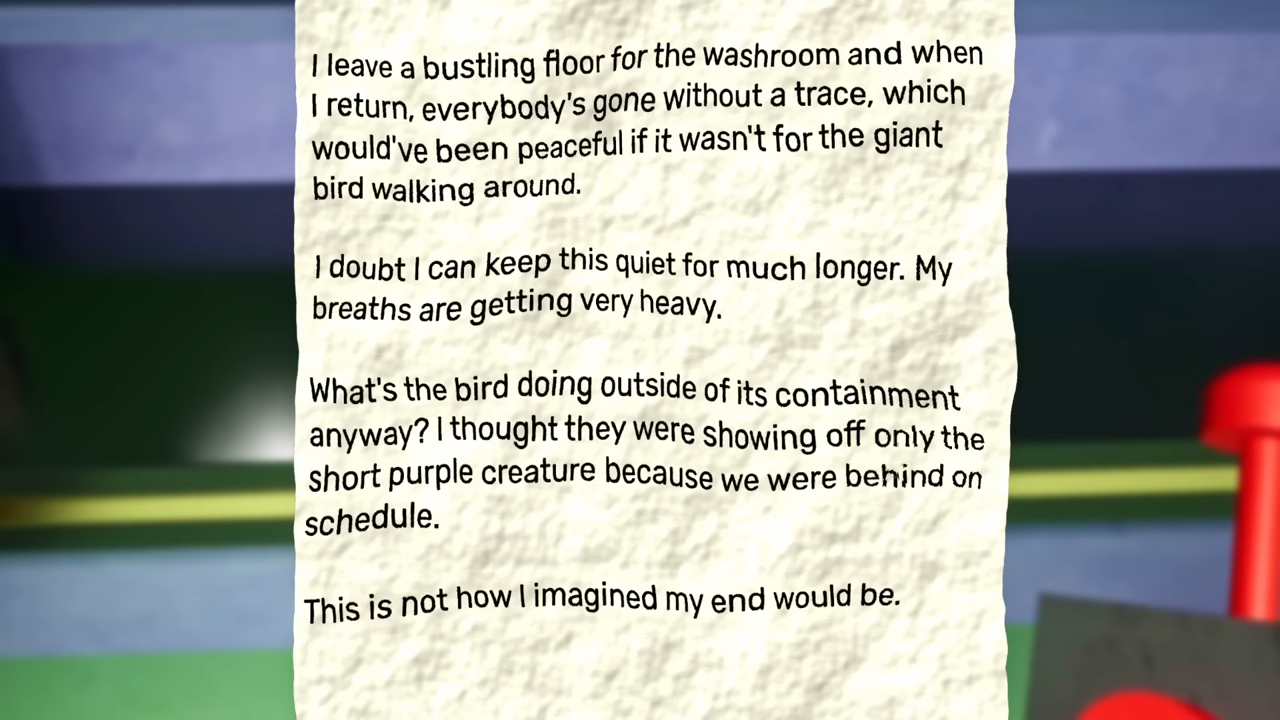 I leave a bustling floor for the washroom and when
I return, everybody's gone without a trace, which
would've been peaceful if it wasn't for the giant
bird walking around.
I doubt I can keep this quiet for much longer. My
breaths are getting very heavy.
What's the bird doing outside of its containment
anyway? I thought they were showing off only the
short purple creature because we were behind on
schedule.
This is not how I imagined my end would be.